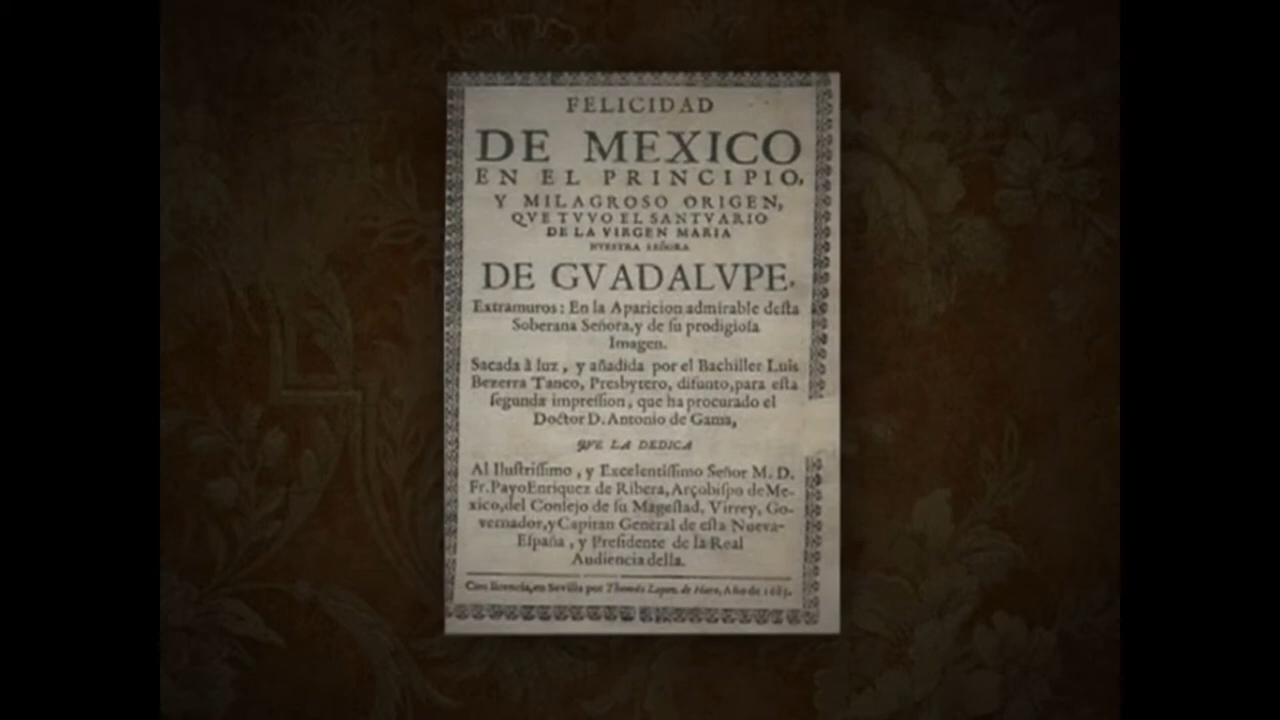 FELICIDAD
DE MEXICO
EN EL PRINCIPIO,
Y MILAGROSO ORIGEN,
QVE TVVO EL SANTVARIO
DE LA VIRGEN MARIA
NVESTRA SEÑORA
DE GVADALVPE.
Extramuros: En la Aparicion admirable desta
Soberana Señora, y de su prodigiosa
Imagen.
Sacada à luz, y añadida por el Bachiller Luis
Bezerra Tanco, Presbytero, difunto, para esta
segunda impression, que ha procurado el
Doctor D. Antonio de Gama,
QVE LA DEDICA
Al Ilustrissimo, y Excelentissimo Señor M. D.
Fr. Payo Enriquez de Ribera, Arçobispo de Me-
xico, del Consejo de su Magestad, Virrey, Go-
vernador, y Capitan General de esta Nueva-
España, y Presidente de la Real
Audiencia della.
Con licencia, en Sevilla por Thomás Lopez de Haro, Año de